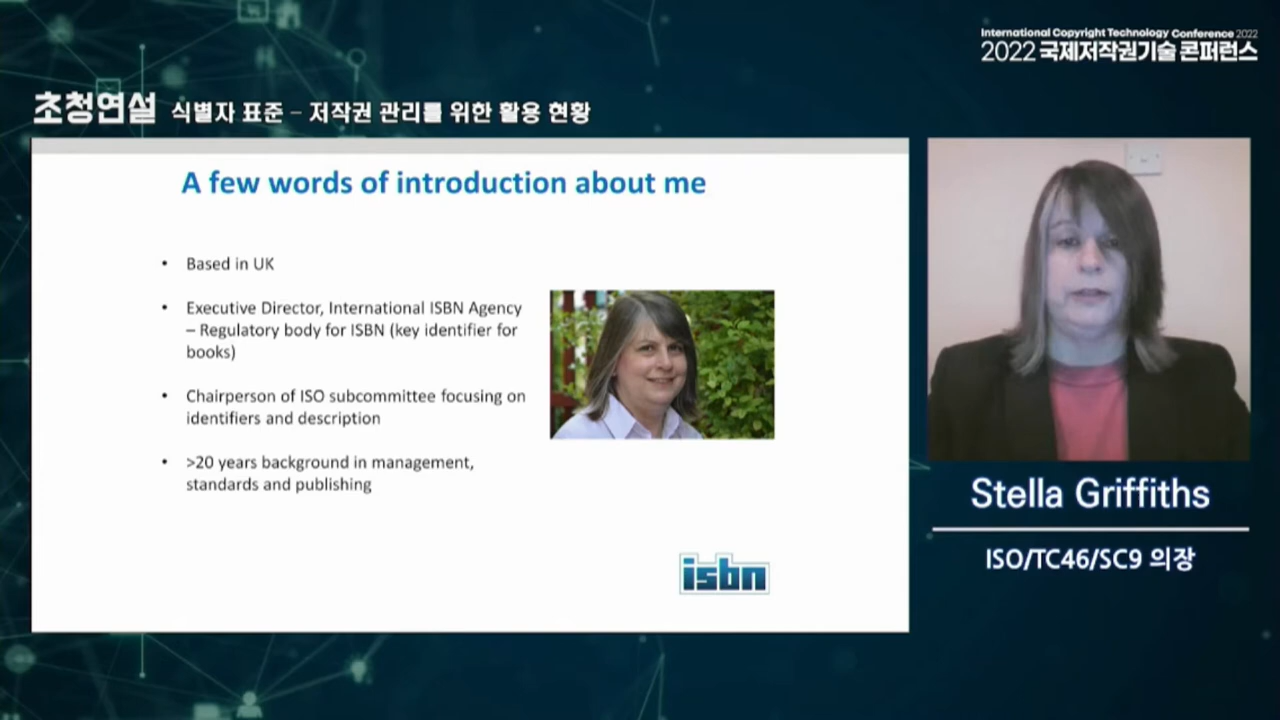 International Copyright Technology Conference 2022
2022 국제저작권기술 콘퍼런스
초청연설 식별자 표준 – 저작권 관리를 위한 활용 현황
A few words of introduction about me
• Based in UK
• Executive Director, International ISBN Agency
– Regulatory body for ISBN (key identifier for
books)
• Chairperson of ISO subcommittee focusing on
identifiers and description
• >20 years background in management,
standards and publishing
isbn
Stella Griffiths
ISO/TC46/SC9 의장